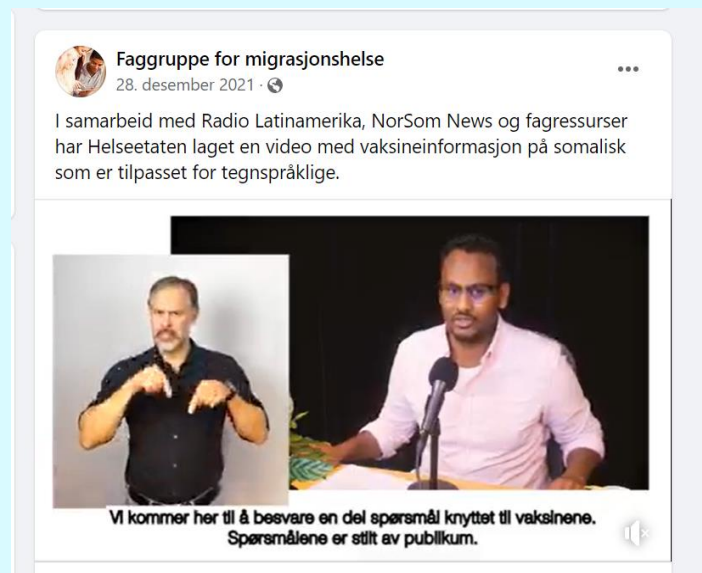 Faggruppe for migrasjonshelse
28. desember 2021 ·
I samarbeid med Radio Latinamerika, NorSom News og fagressurser
har Helseetaten laget en video med vaksineinformasjon på somalisk
som er tilpasset for tegnspråklige.
Vi kommer her til å besvare en del spørsmål knyttet til vaksinene.
Spørsmålene er stilt av publikum.